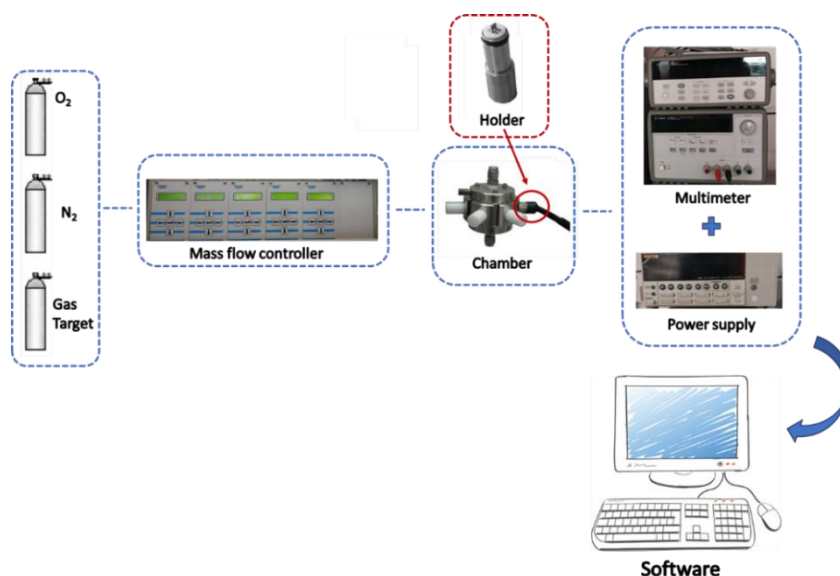 O₂
N₂
Gas
Target
Mass flow controller
Holder
Chamber
Multimeter
Power supply
Software